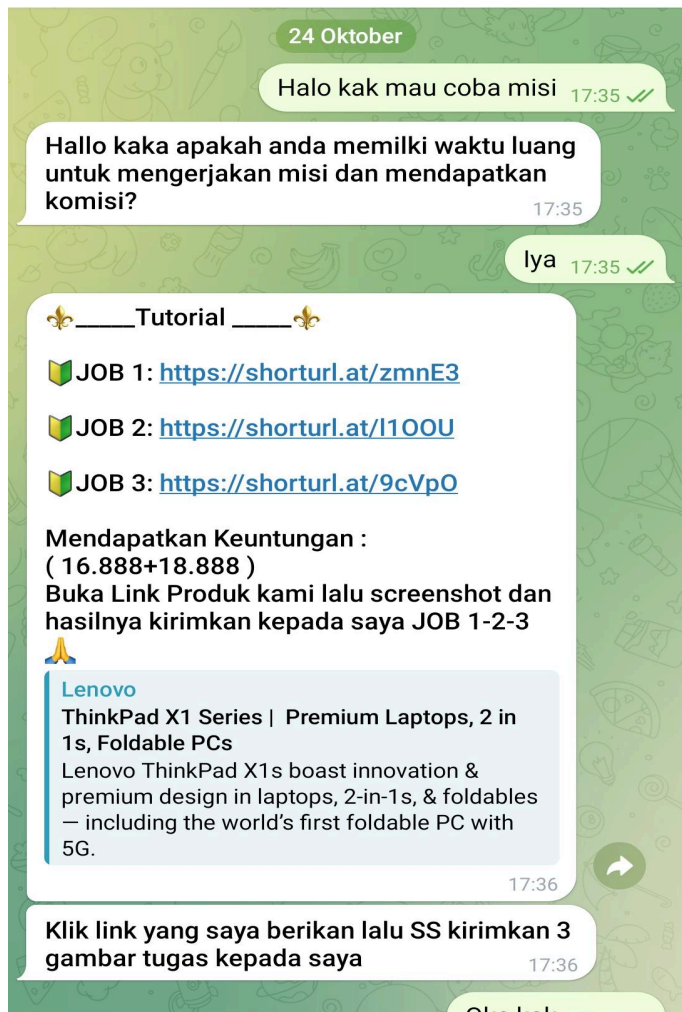 24 Oktober
Halo kak mau coba misi 17:35
Hallo kaka apakah anda memilki waktu luang
untuk mengerjakan misi dan mendapatkan
komisi?
17:35
Iya 17:35
_____Tutorial _____
JOB 1: https://shorturl.at/zmnE3
JOB 2: https://shorturl.at/l1OOU
JOB 3: https://shorturl.at/9cVpO
Mendapatkan Keuntungan :
( 16.888+18.888 )
Buka Link Produk kami lalu screenshot dan
hasilnya kirimkan kepada saya JOB 1-2-3
Lenovo
ThinkPad X1 Series | Premium Laptops, 2 in
1s, Foldable PCs
Lenovo ThinkPad X1s boast innovation &
premium design in laptops, 2-in-1s, & foldables
— including the world’s first foldable PC with
5G.
17:36
Klik link yang saya berikan lalu SS kirimkan 3
gambar tugas kepada saya
17:36